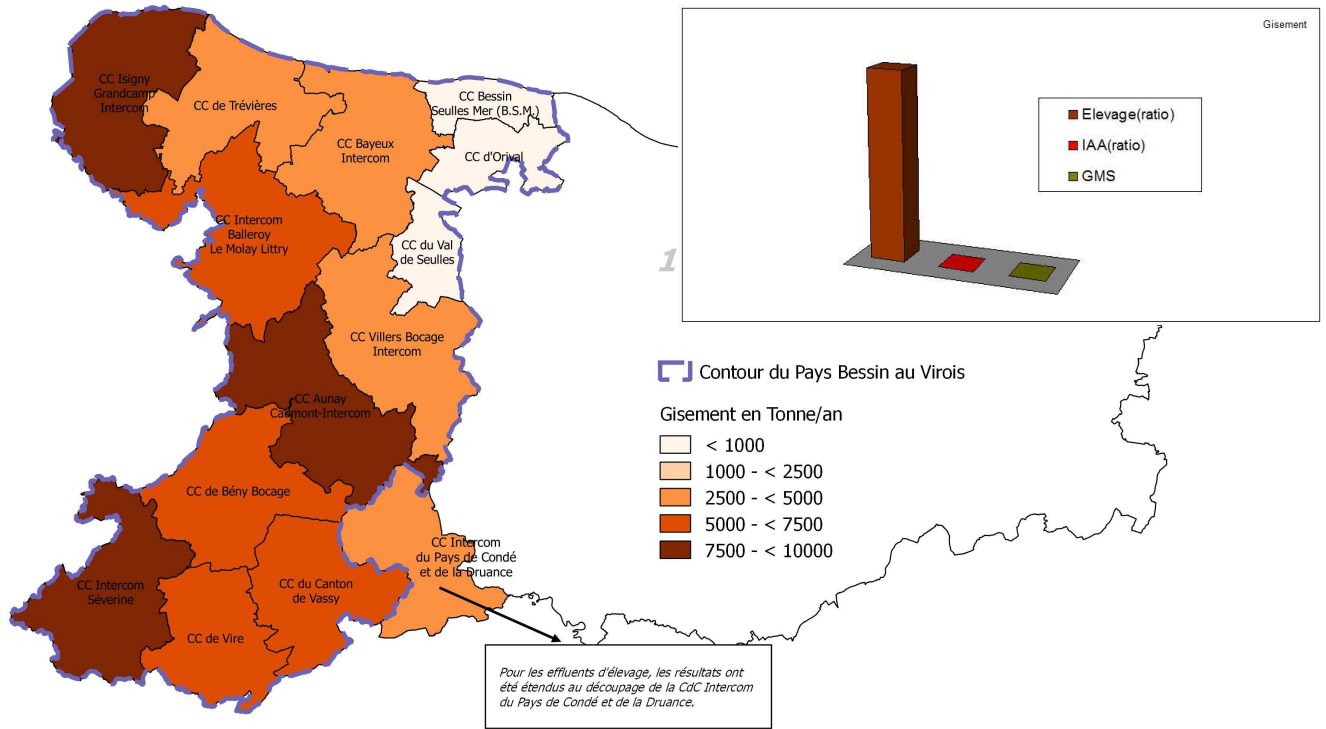 Gisement
Elevage(ratio)
IAA(ratio)
GMS
1
CC Isigny
Grandcamp
Intercom
CC de Trévières
CC Bessin
Seulles Mer (B.S.M.)
CC Bayeux
Intercom
CC d'Orival
CC Intercom
Balleroy
Le Molay Littry
CC du Val
de Seulles
CC Villers Bocage
Intercom
CC Aunay
Caumont-Intercom
CC de Bény Bocage
CC Intercom
du Pays de Condé
et de la Druance
CC Intercom
Séverine
CC du Canton
de Vassy
CC de Vire
Contour du Pays Bessin au Virois
Gisement en Tonne/an
< 1000
1000 - < 2500
2500 - < 5000
5000 - < 7500
7500 - < 10000
Pour les effluents d'élevage, les résultats ont
été étendus au découpage de la CdC Intercom
du Pays de Condé et de la Druance.